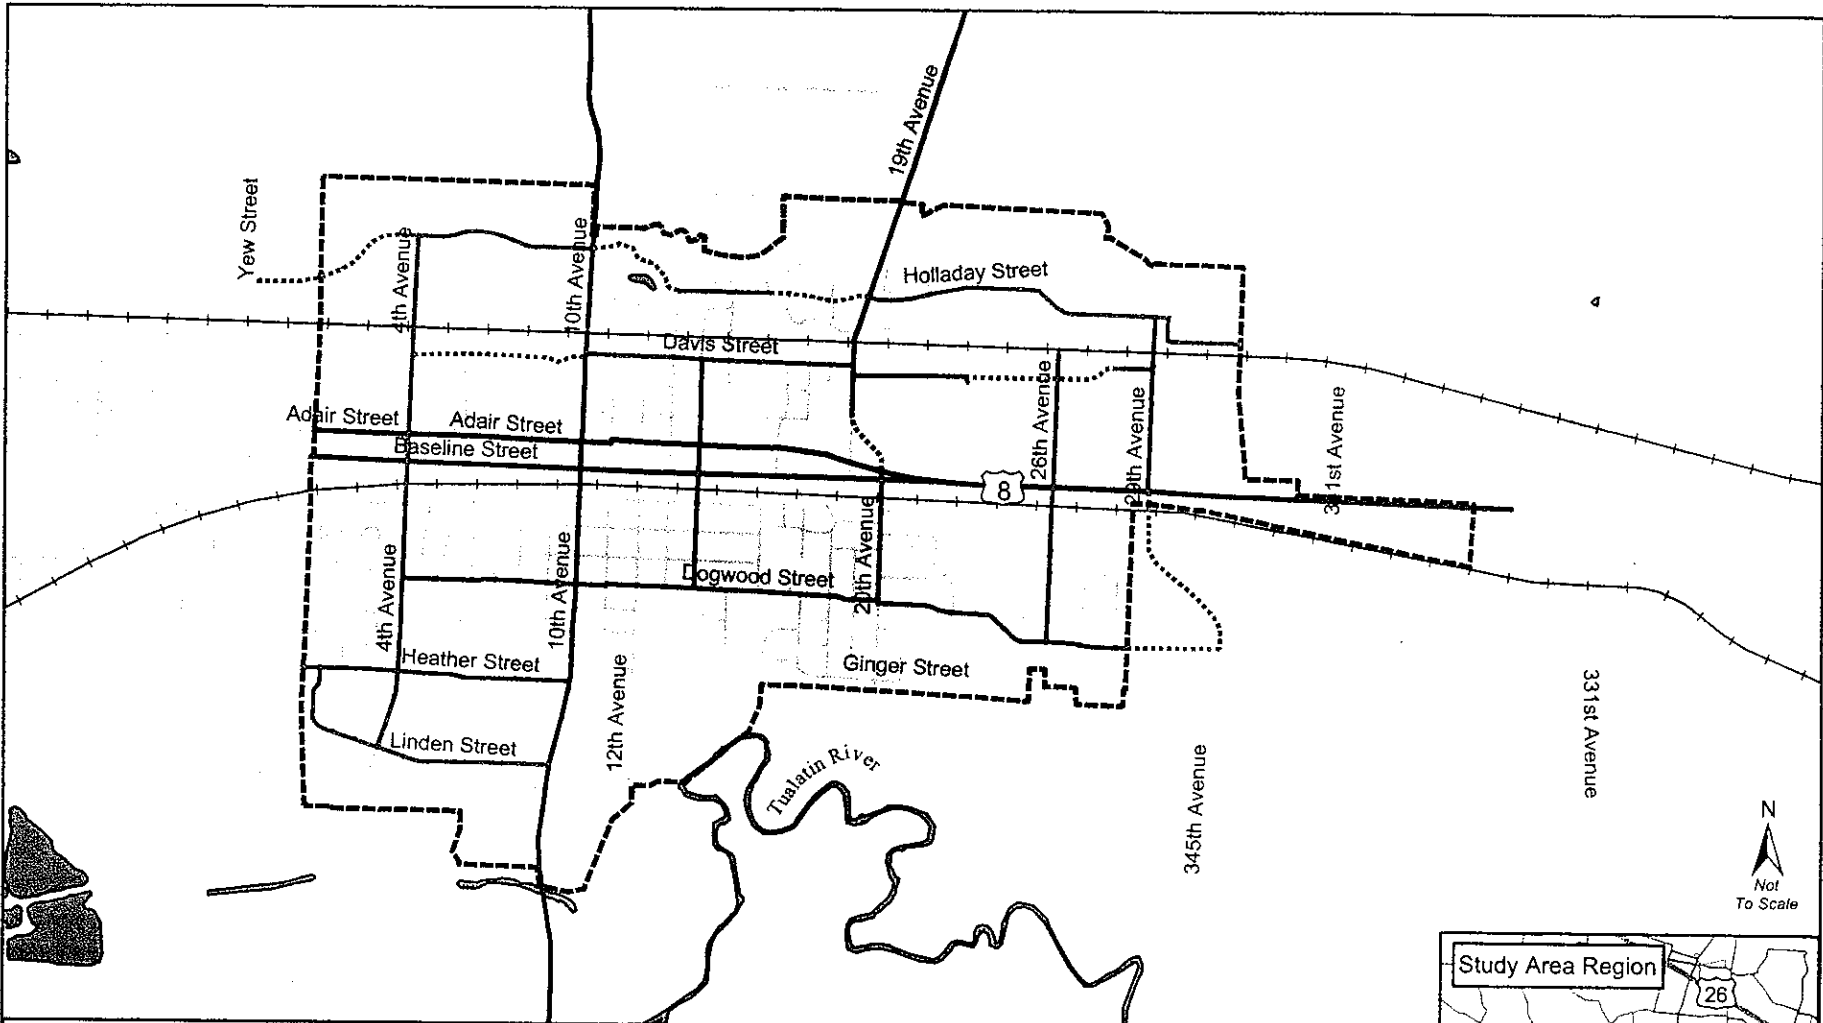 19th Avenue
Yew Street
10th Avenue
4th Avenue
Holladay Street
Davis Street
Adair Street
Adair Street
Baseline Street
26th Avenue
29th Avenue
331st Avenue
8
20th Avenue
Dogwood Street
4th Avenue
10th Avenue
Heather Street
Ginger Street
12th Avenue
Linden Street
Tualatin River
345th Avenue
331st Avenue
N
Not
To Scale
Study Area Region
26